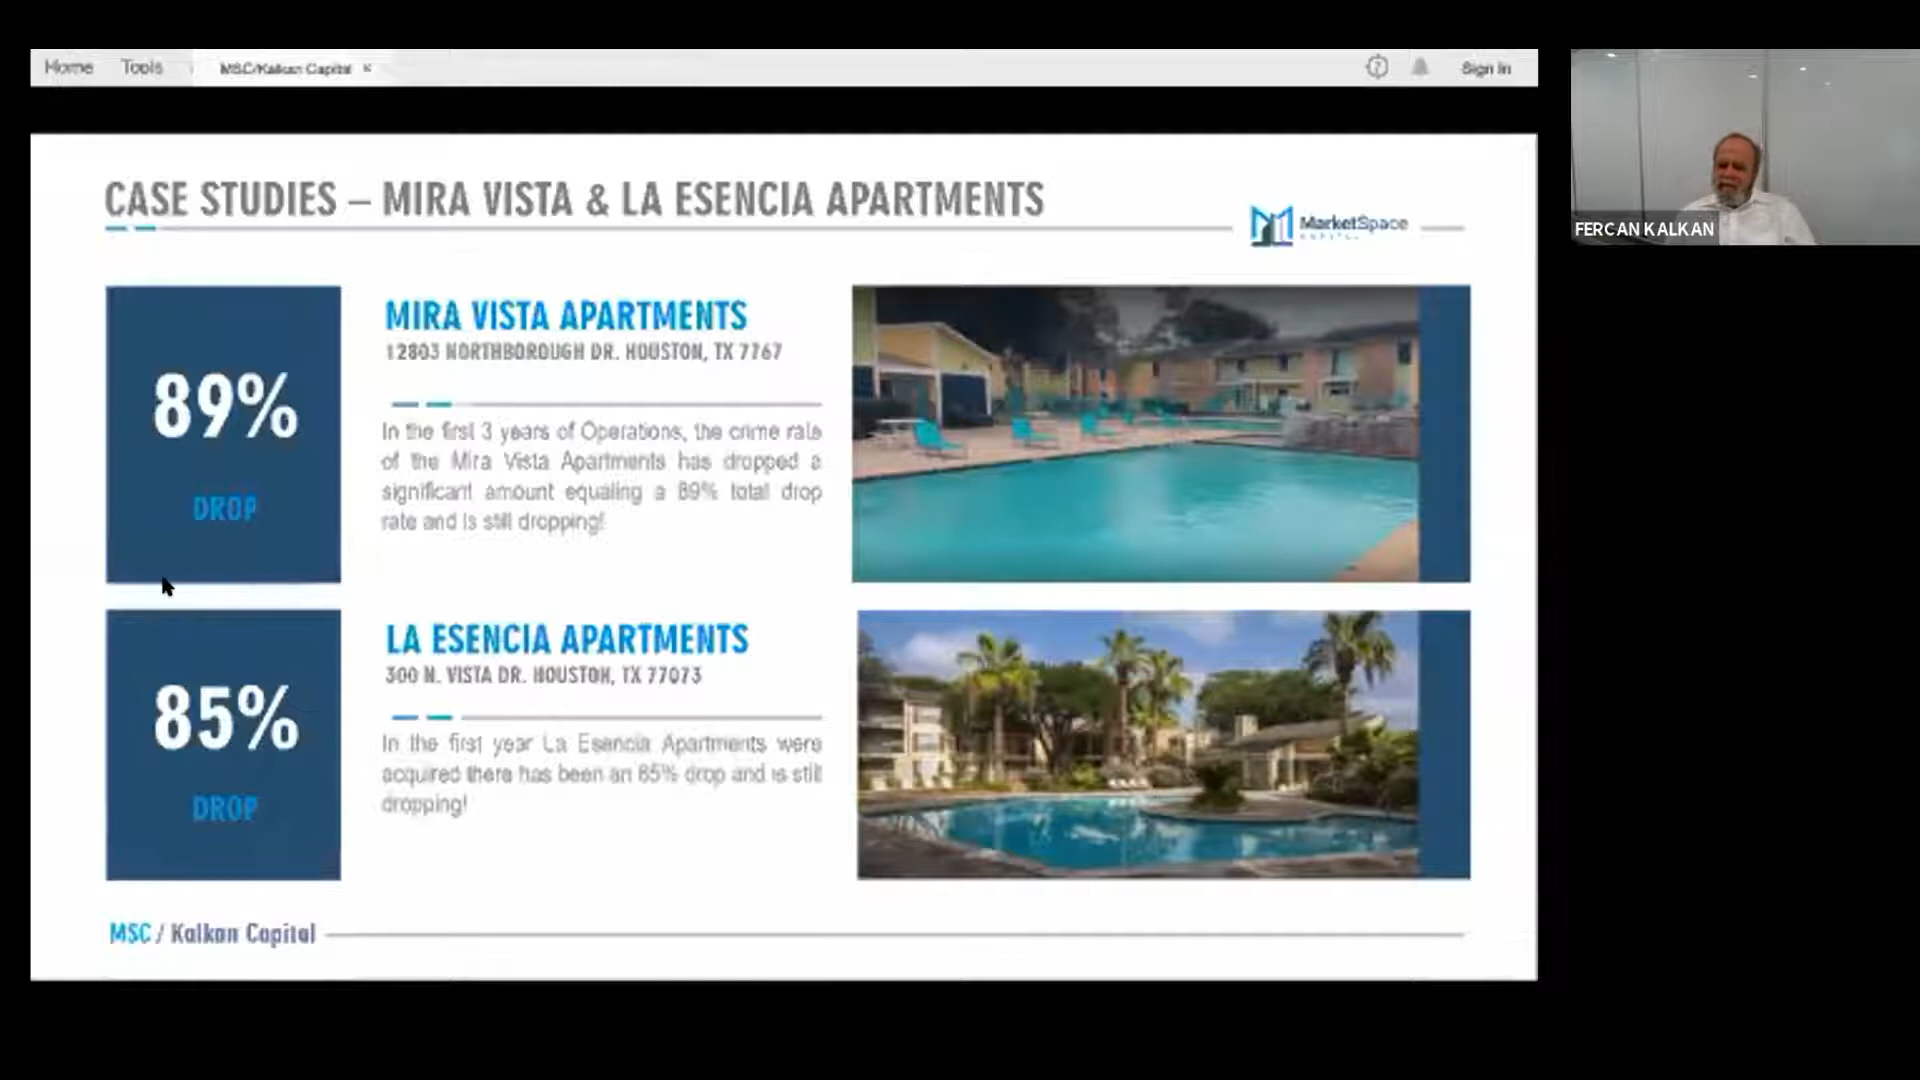 Home Tools MSC/Kalkan Capital × Sign In
CASE STUDIES – MIRA VISTA & LA ESENCIA APARTMENTS
MarketSpace
CAPITAL
FERCAN KALKAN
89%
DROP
MIRA VISTA APARTMENTS
12803 NORTHBOROUGH DR. HOUSTON, TX 7767
In the first 3 years of Operations, the crime rate
of the Mira Vista Apartments has dropped a
significant amount equaling a 89% total drop
rate and is still dropping!
85%
DROP
LA ESENCIA APARTMENTS
300 N. VISTA DR. HOUSTON, TX 77073
In the first year La Esencia Apartments were
acquired there has been an 85% drop and is still
dropping!
MSC / Kalkan Capital